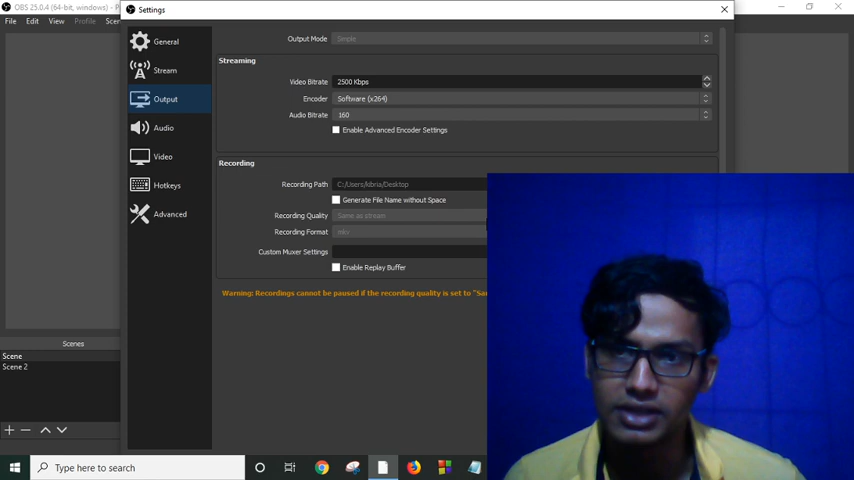 OBS 25.0.4 (64-bit, windows) - P
Settings
File Edit View Profile Scen
General
Stream
Output
Audio
Video
Hotkeys
Advanced
Output Mode Simple
Streaming
Video Bitrate 2500 Kbps
Encoder Software (x264)
Audio Bitrate 160
Enable Advanced Encoder Settings
Recording
Recording Path C:/Users/kibria/Desktop
Generate File Name without Space
Recording Quality Same as stream
Recording Format mkv
Custom Muxer Settings
Enable Replay Buffer
Warning: Recordings cannot be paused if the recording quality is set to "Sa
Scenes
Scene
Scene 2
Type here to search